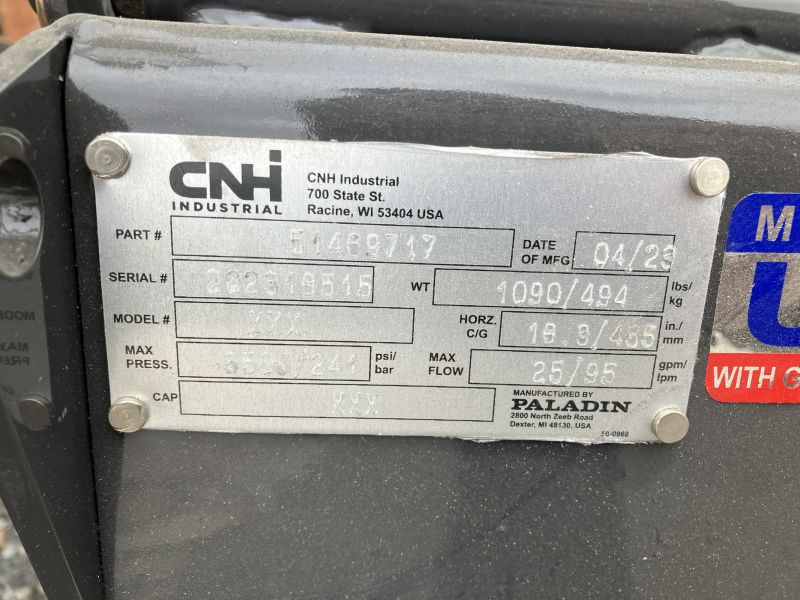 CNH
INDUSTRIAL
CNH Industrial
700 State St.
Racine, WI 53404 USA
PART # 51469717
DATE OF MFG 04/23
SERIAL #
WT 1090/494 lbs/kg
MODEL # XXX
HORZ. C/G in./mm
MAX PRESS. psi/bar
MAX FLOW 25/95 gpm/lpm
CAP XXX
MANUFACTURED BY
PALADIN
2800 North Zeeb Road
Dexter, MI 48130, USA
50-0968
M
U
WITH G